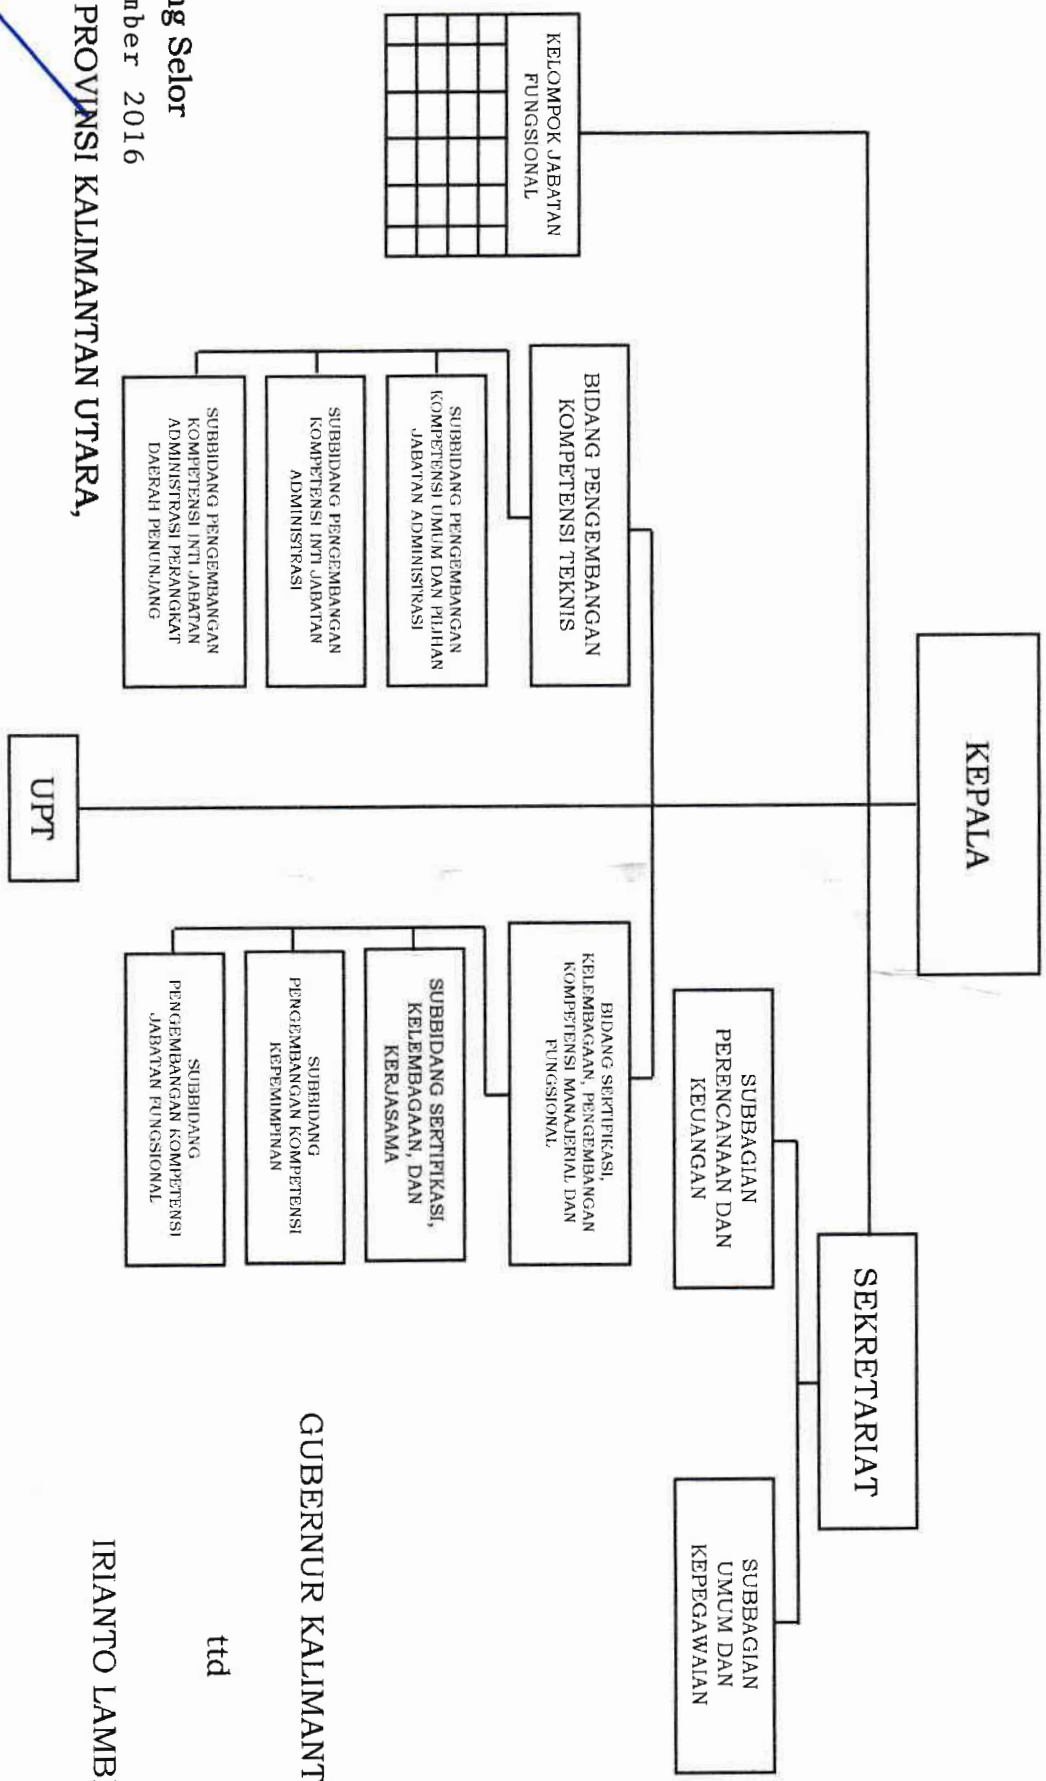 KEPALA
SEKRETARIAT
SUBBAGIAN
PERENCANAAN DAN
KEUANGAN
SUBBAGIAN
UMUM DAN
KEPEGAWAIAN
KELOMPOK JABATAN
FUNGSIONAL
BIDANG PENGEMBANGAN
KOMPETENSI TEKNIS
SUBBIDANG PENGEMBANGAN
KOMPETENSI UMUM DAN PILIHAN
JABATAN ADMINISTRASI
SUBBIDANG PENGEMBANGAN
KOMPETENSI INTI JABATAN
ADMINISTRASI
SUBBIDANG PENGEMBANGAN
KOMPETENSI INTI JABATAN
ADMINISTRASI PERANGKAT
DAERAH PENUNJANG
BIDANG SERTIFIKASI,
KELEMBAGAAN, PENGEMBANGAN
KOMPETENSI MANAJERIAL DAN
FUNGSIONAL
SUBBIDANG SERTIFIKASI,
KELEMBAGAAN, DAN
KERJASAMA
SUBBIDANG
PENGEMBANGAN KOMPETENSI
KEPEMIMPINAN
SUBBIDANG
PENGEMBANGAN KOMPETENSI
JABATAN FUNGSIONAL
UPT
ng Selor
mber 2016
PROVINSI KALIMANTAN UTARA,
GUBERNUR KALIMANT
ttd
IRIANTO LAMB